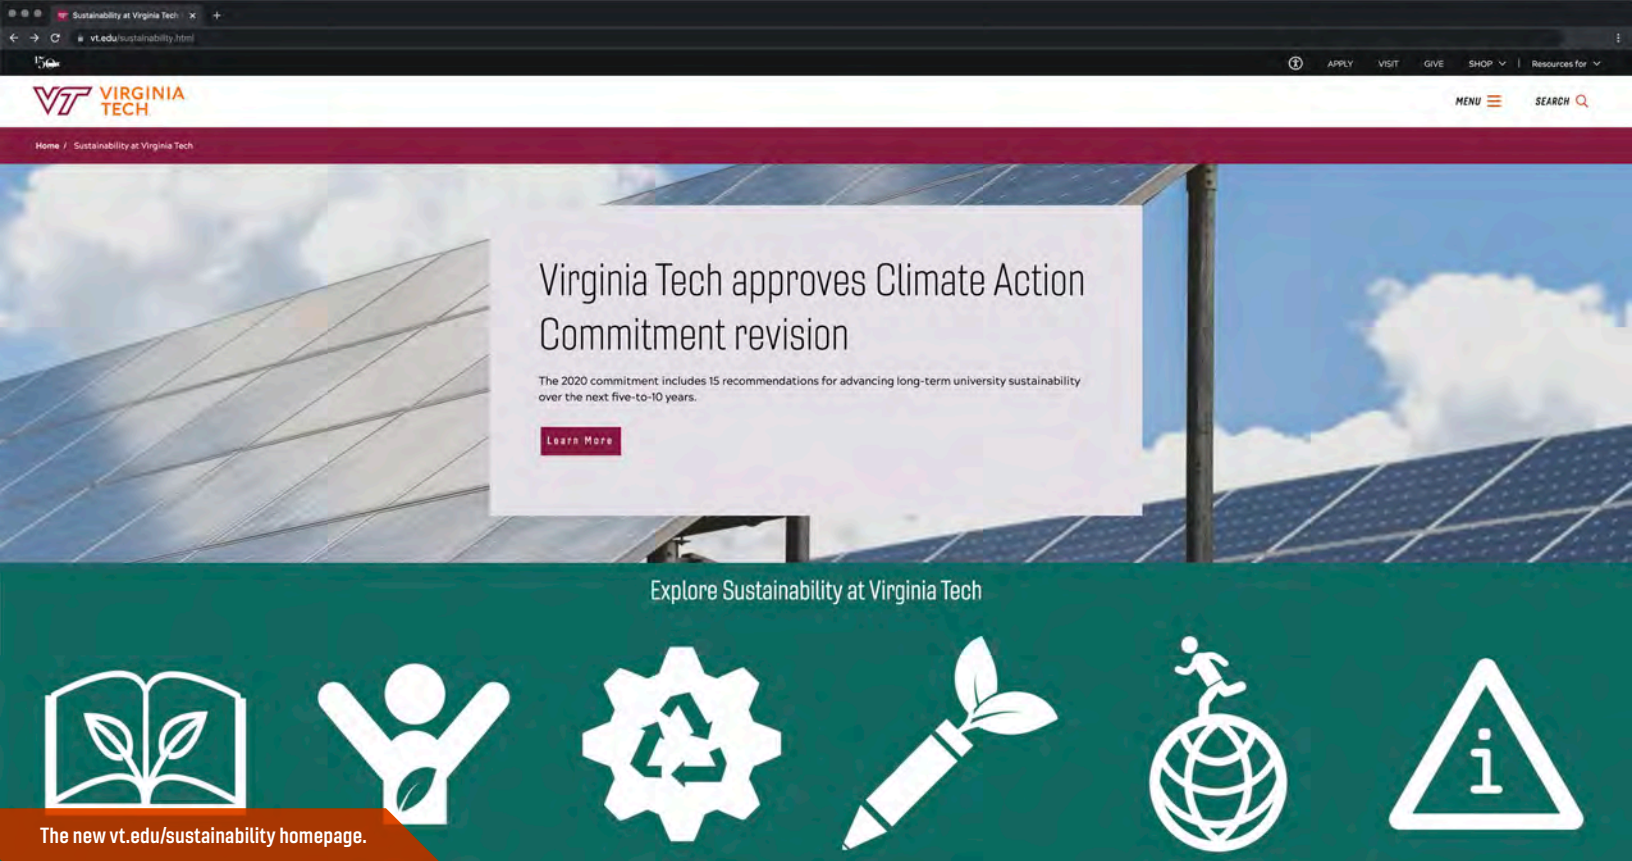 Sustainability at Virginia Tech
vt.edu/sustainability.html
APPLY VISIT GIVE SHOP | Resources for
VT VIRGINIA
TECH
MENU SEARCH
Home / Sustainability at Virginia Tech
Virginia Tech approves Climate Action
Commitment revision
The 2020 commitment includes 15 recommendations for advancing long-term university sustainability
over the next five-to-10 years.
Learn More
Explore Sustainability at Virginia Tech
i
The new vt.edu/sustainability homepage.